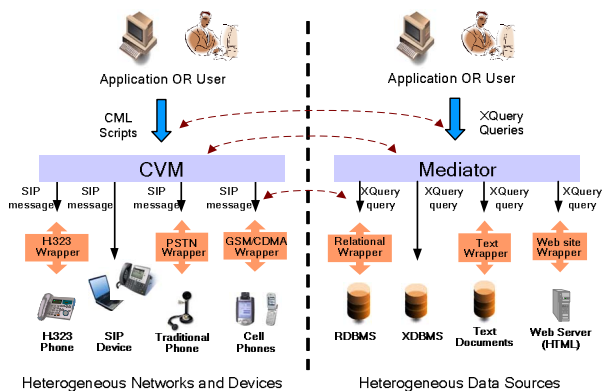 Application OR User
Application OR User
CML
Scripts
XQuery
Queries
CVM
Mediator
SIP
message
SIP
message
SIP
message
SIP
message
XQuery
query
XQuery
query
XQuery
query
XQuery
query
H.323
Wrapper
PSTN
Wrapper
GSM/CDMA
Wrapper
Relational
Wrapper
Text
Wrapper
Web site
Wrapper
H.323
Phone
SIP
Device
Traditional
Phone
Cell
Phones
RDBMS
XDBMS
Text
Documents
Web Server
(HTML)
Heterogeneous Networks and Devices
Heterogeneous Data Sources